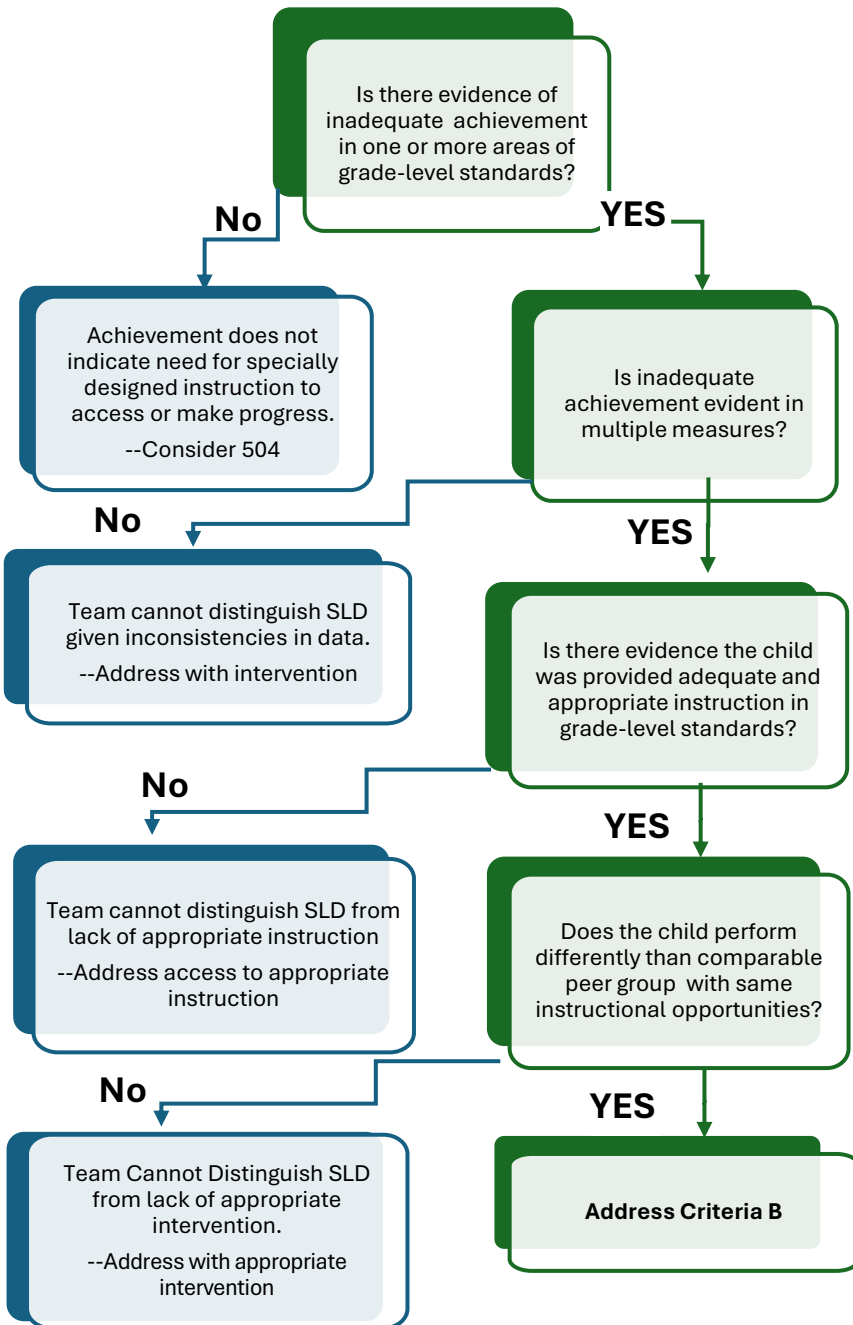 Is there evidence of
inadequate achievement
in one or more areas of
grade-level standards?
No
YES
Achievement does not
indicate need for specially
designed instruction to
access or make progress.
--Consider 504
Is inadequate
achievement evident in
multiple measures?
No
YES
Team cannot distinguish SLD
given inconsistencies in data.
--Address with intervention
Is there evidence the child
was provided adequate and
appropriate instruction in
grade-level standards?
No
YES
Team cannot distinguish SLD from
lack of appropriate instruction
--Address access to appropriate
instruction
Does the child perform
differently than comparable
peer group with same
instructional opportunities?
No
YES
Team Cannot Distinguish SLD
from lack of appropriate
intervention.
--Address with appropriate
intervention
Address Criteria B